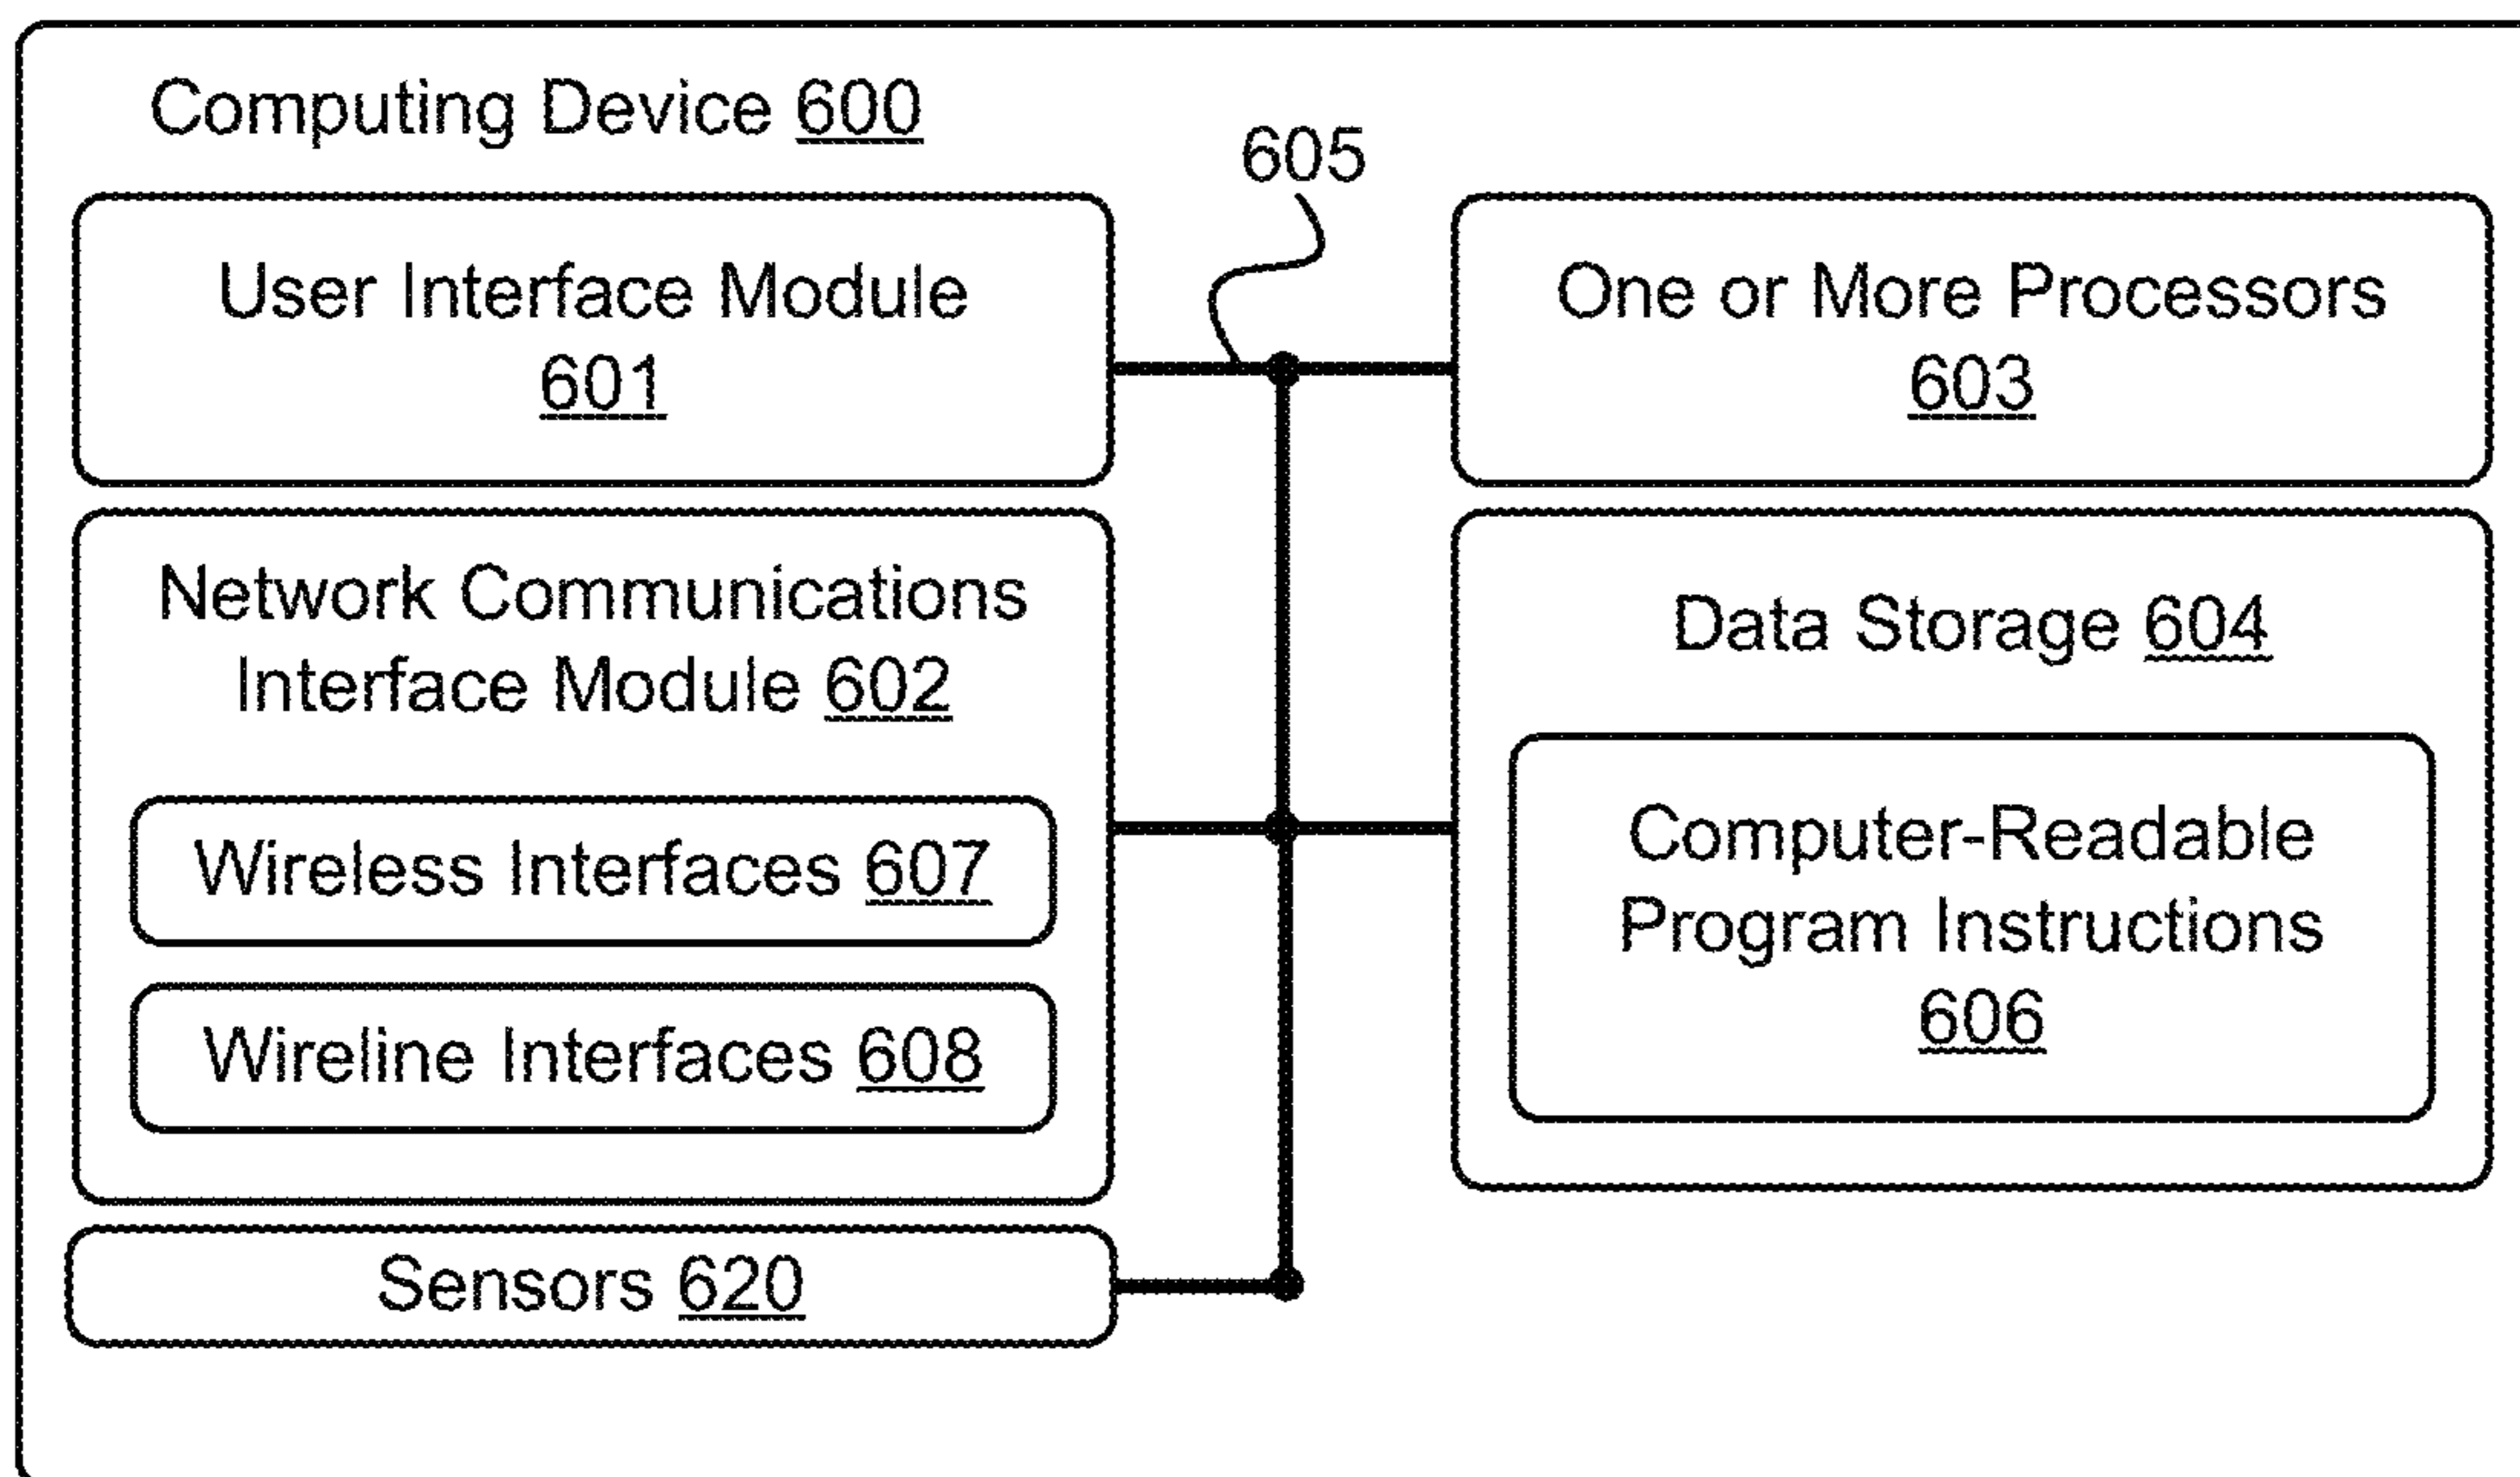 Computing Device 600
605
User Interface Module
601
One or More Processors
603
Network Communications
Interface Module 602
Wireless Interfaces 607
Wireline Interfaces 608
Data Storage 604
Computer-Readable
Program Instructions
606
Sensors 620